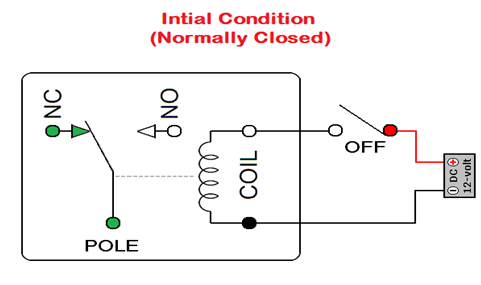 Intial Condition
(Normally Closed)
NC
NO
COIL
POLE
OFF
DC
12-volt